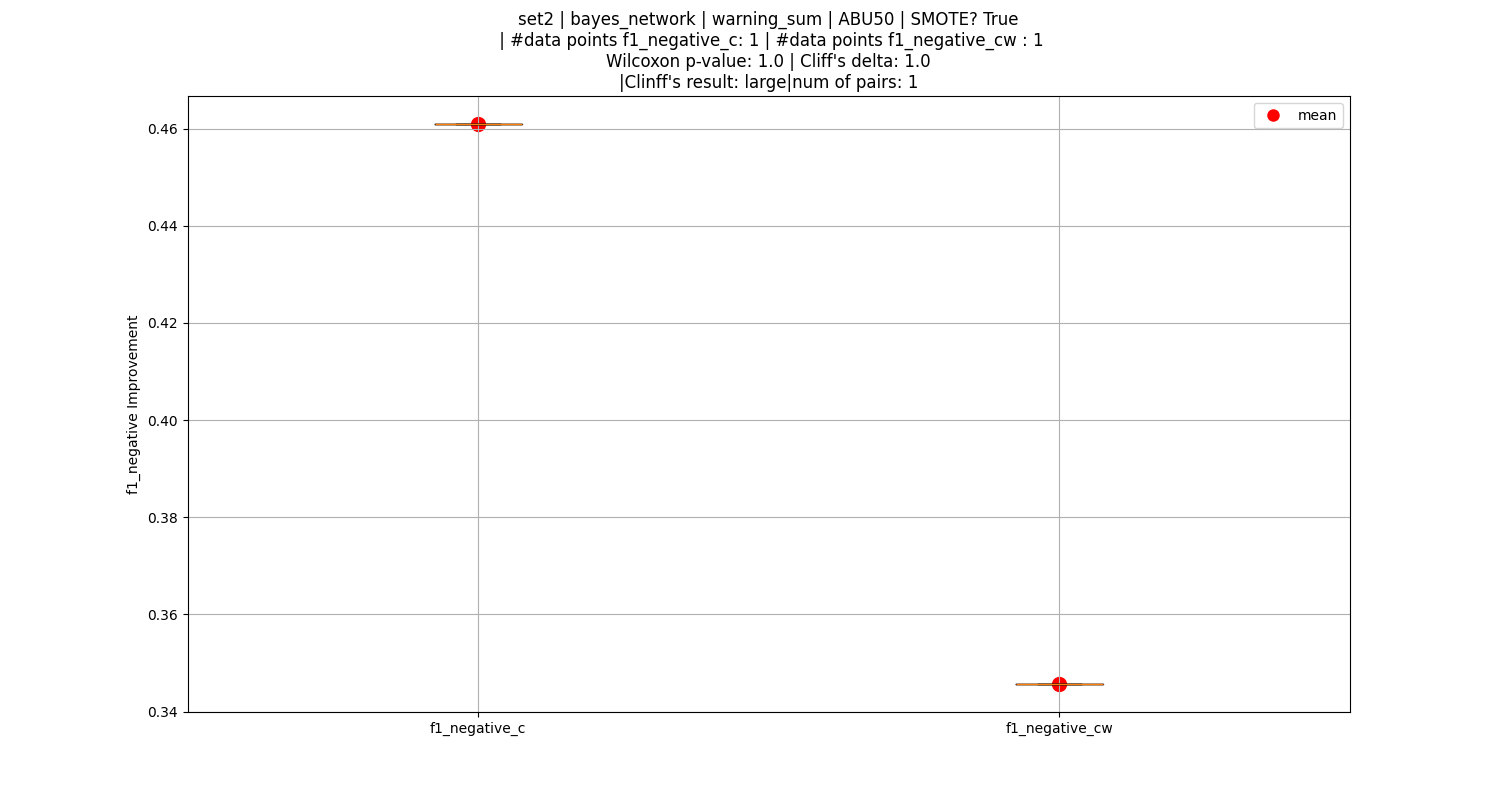 set2 | bayes_network | warning_sum | ABU50 | SMOTE? True
| #data points f1_negative_c: 1 | #data points f1_negative_cw : 1
Wilcoxon p-value: 1.0 | Cliff's delta: 1.0
|Clinff's result: large|num of pairs: 1
mean
0.46
0.44
0.42
0.40
0.38
0.36
0.34
f1_negative Improvement
f1_negative_c
f1_negative_cw